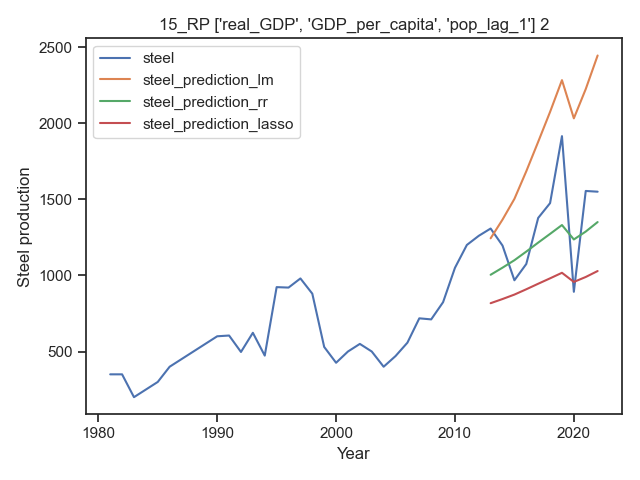 15_RP ['real_GDP', 'GDP_per_capita', 'pop_lag_1'] 2
steel
steel_prediction_lm
steel_prediction_rr
steel_prediction_lasso
Steel production
2500
2000
1500
1000
500
1980
1990
2000
2010
2020
Year